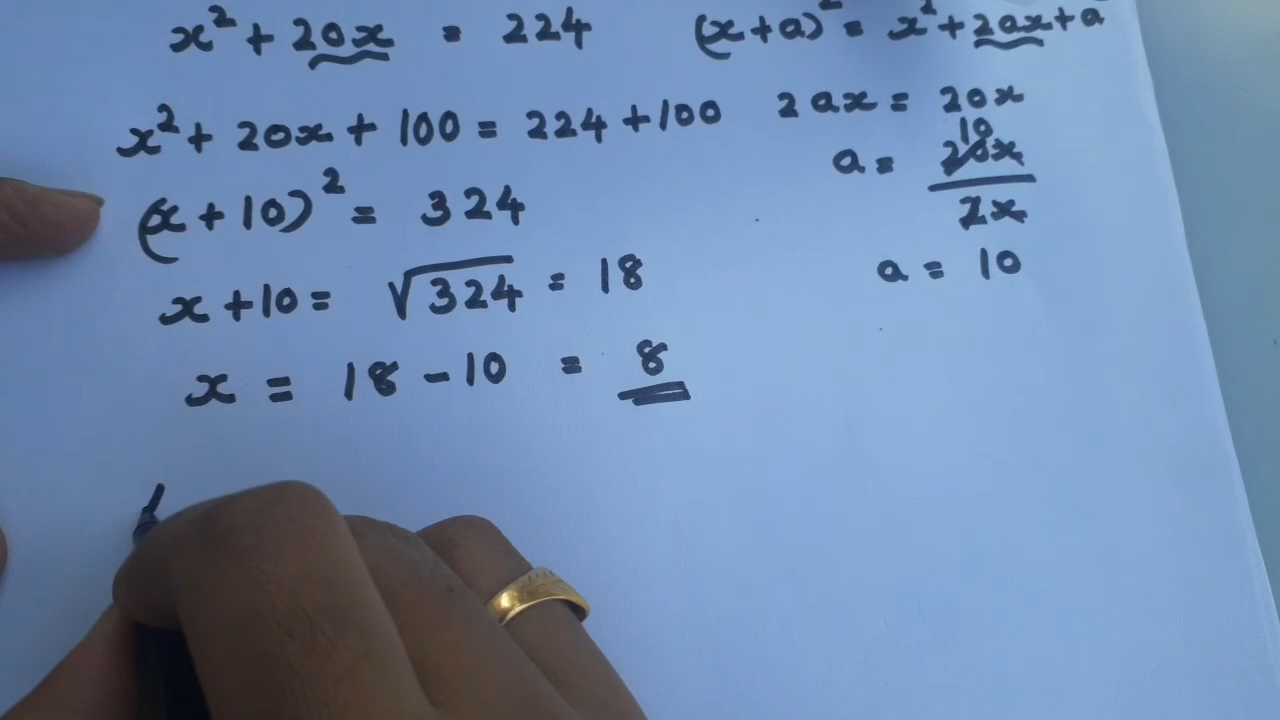 x² + 20x = 224
(x+a)² = x² + 2ax + a
x² + 20x + 100 = 224 + 100
2ax = 20x
10
a = 20x
2x
(x+10)² = 324
a = 10
x + 10 = √324 = 18
x = 18 - 10 = 8